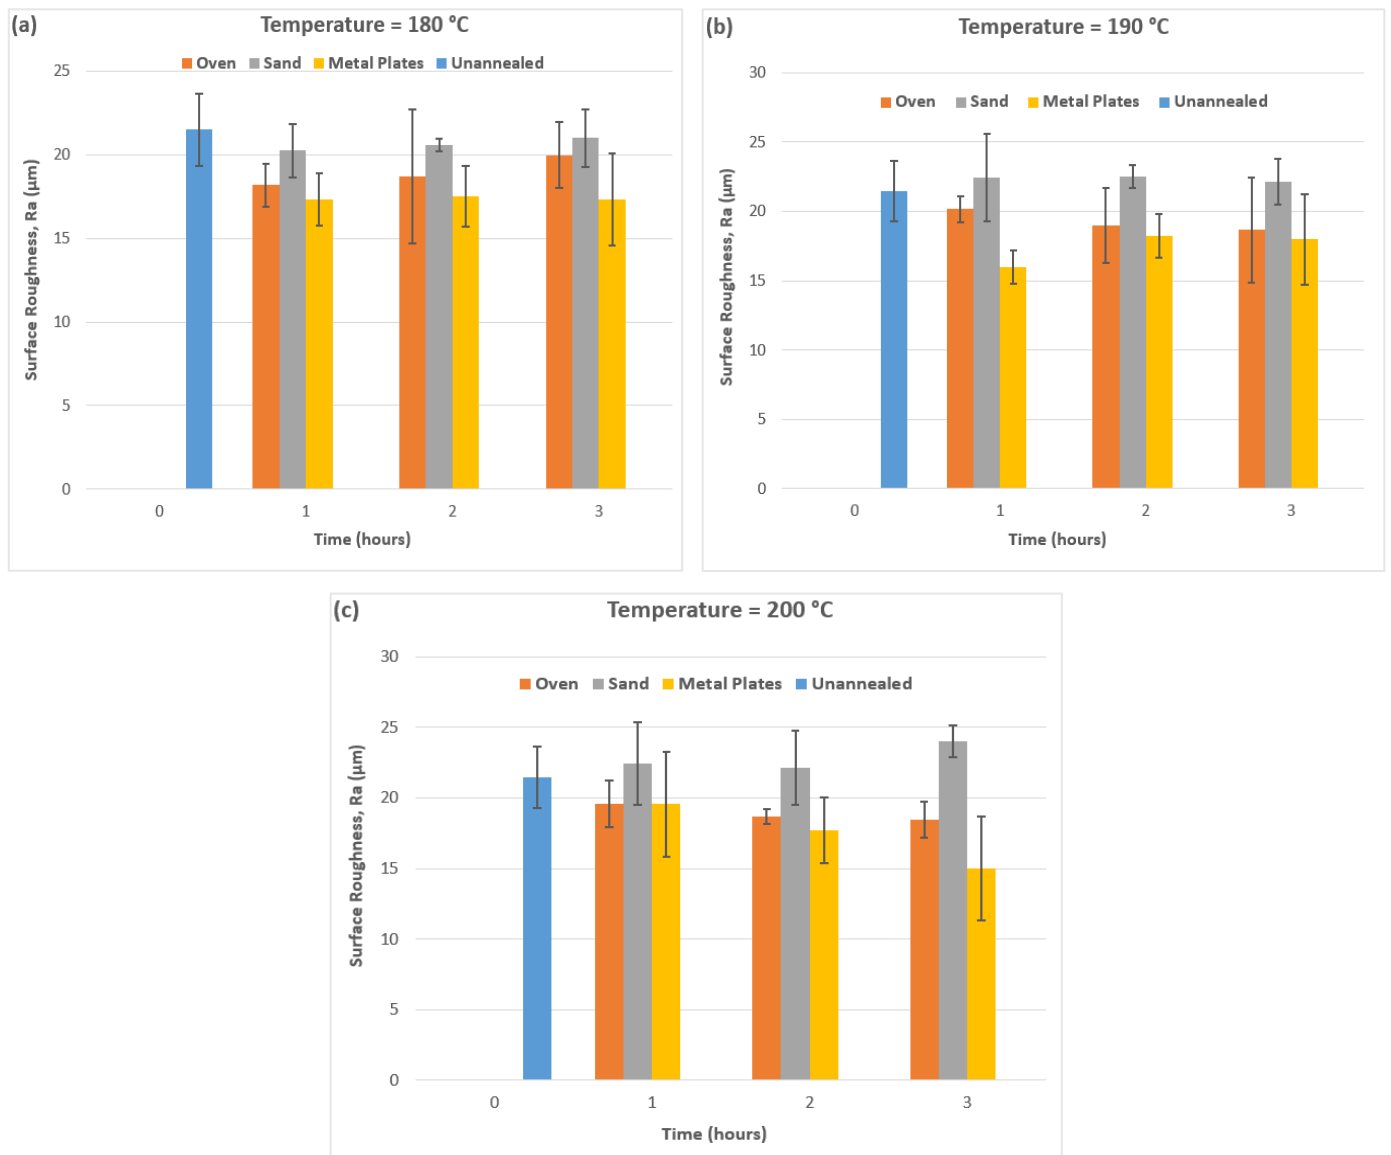 (a)
Temperature = 180 °C
Oven Sand Metal Plates Unannealed
25
20
15
10
5
0
Surface Roughness, Ra (µm)
0 1 2 3
Time (hours)
(b)
Temperature = 190 °C
30
Oven Sand Metal Plates Unannealed
25
20
15
10
5
0
Surface Roughness, Ra (µm)
0 1 2 3
Time (hours)
(c)
Temperature = 200 °C
30
Oven Sand Metal Plates Unannealed
25
20
15
10
5
0
Surface Roughness, Ra (µm)
0 1 2 3
Time (hours)